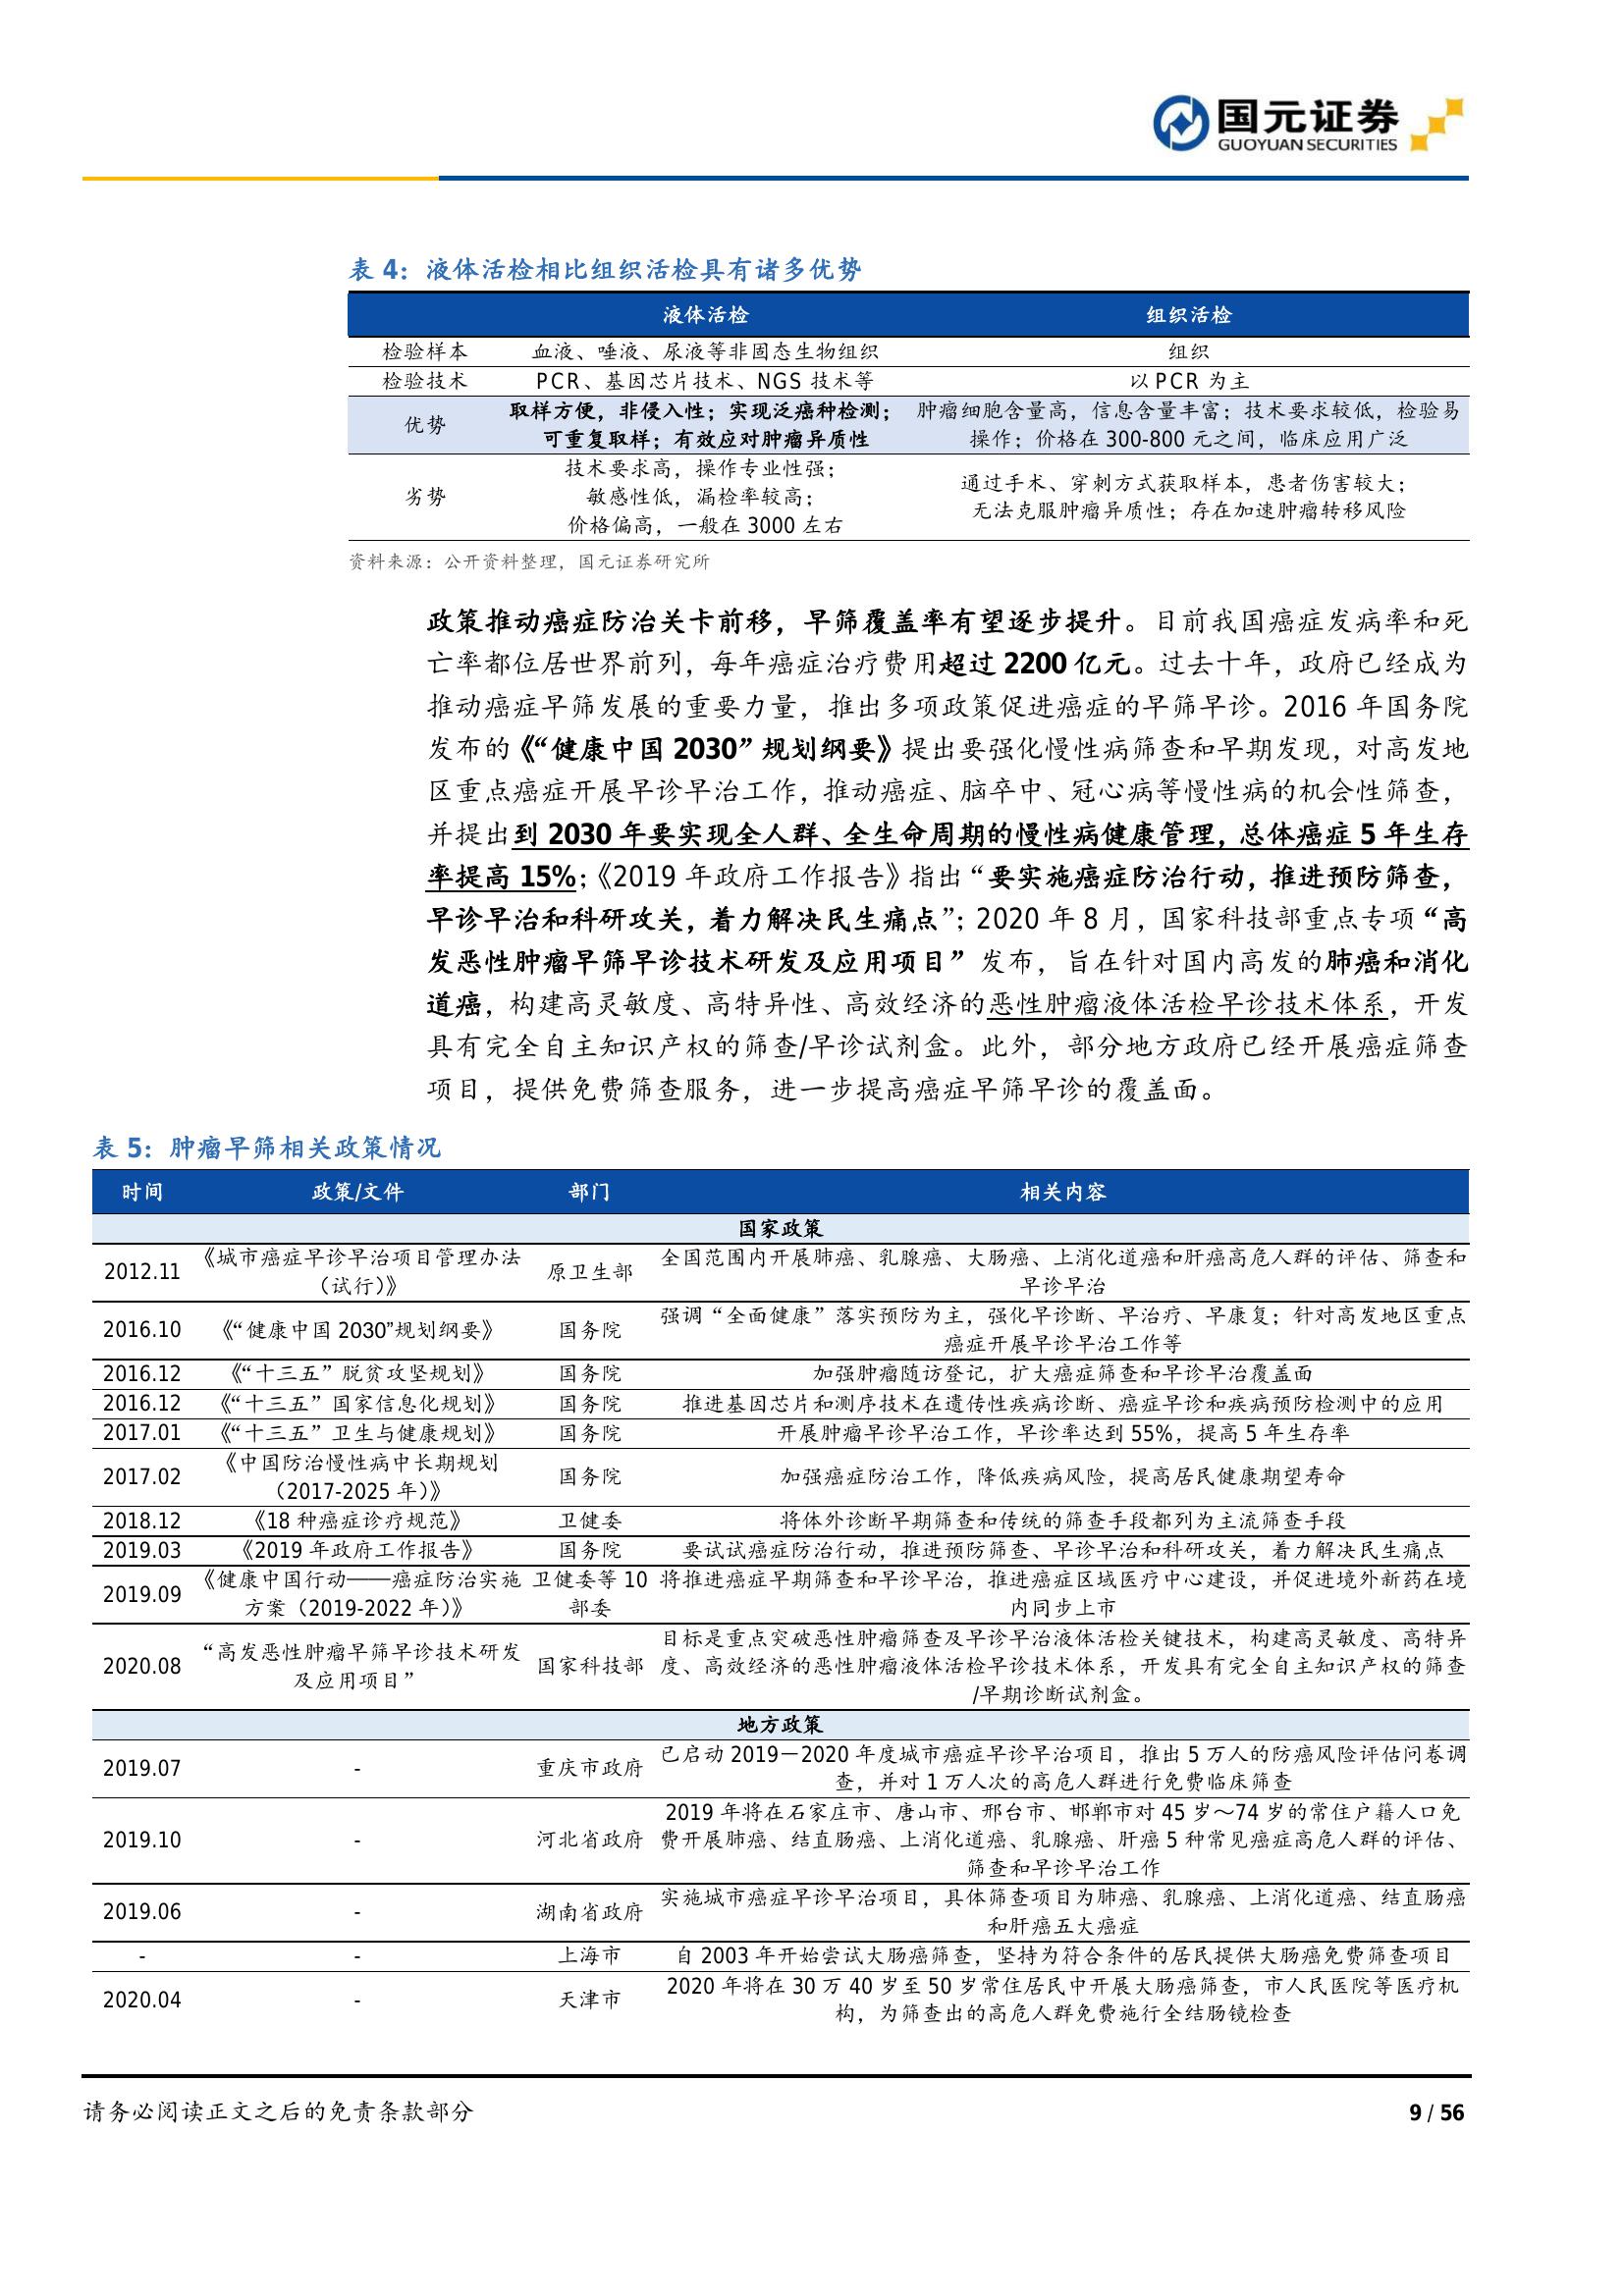 国元证券
GUOYUAN SECURITIES
表 4：液体活检相比组织活检具有诸多优势
液体活检 组织活检
检验样本 血液、唾液、尿液等非固态生物组织 组织
检验技术 PCR、基因芯片技术、NGS 技术等 以 PCR 为主
优势 取样方便，非侵入性；实现泛癌种检测； 肿瘤细胞含量高，信息含量丰富；技术要求较低，检验易
可重复取样；有效应对肿瘤异质性 操作；价格在 300-800 元之间，临床应用广泛
劣势 技术要求高，操作专业性强； 通过手术、穿刺方式获取样本，患者伤害较大；
敏感性低，漏检率较高； 无法克服肿瘤异质性；存在加速肿瘤转移风险
价格偏高，一般在 3000 左右
资料来源：公开资料整理，国元证券研究所
政策推动癌症防治关卡前移，早筛覆盖率有望逐步提升。目前我国癌症发病率和死
亡率都位居世界前列，每年癌症治疗费用超过 2200 亿元。过去十年，政府已经成为
推动癌症早筛发展的重要力量，推出多项政策促进癌症的早筛早诊。2016 年国务院
发布的《“健康中国 2030”规划纲要》提出要强化慢性病筛查和早期发现，对高发地
区重点癌症开展早诊早治工作，推动癌症、脑卒中、冠心病等慢性病的机会性筛查，
并提出到 2030 年要实现全人群、全生命周期的慢性病健康管理，总体癌症 5 年生存
率提高 15%；《2019 年政府工作报告》指出“要实施癌症防治行动，推进预防筛查，
早诊早治和科研攻关，着力解决民生痛点”；2020 年 8 月，国家科技部重点专项“高
发恶性肿瘤早筛早诊技术研发及应用项目”发布，旨在针对国内高发的肺癌和消化
道癌，构建高灵敏度、高特异性、高效经济的恶性肿瘤液体活检早诊技术体系，开发
具有完全自主知识产权的筛查/早诊试剂盒。此外，部分地方政府已经开展癌症筛查
项目，提供免费筛查服务，进一步提高癌症早筛早诊的覆盖面。
表 5：肿瘤早筛相关政策情况
时间 政策/文件 部门 相关内容
国家政策
2012.11 《城市癌症早诊早治项目管理办法 原卫生部 全国范围内开展肺癌、乳腺癌、大肠癌、上消化道癌和肝癌高危人群的评估、筛查和
（试行）》 早诊早治
2016.10 《“健康中国 2030”规划纲要》 国务院 强调“全面健康”落实预防为主，强化早诊断、早治疗、早康复；针对高发地区重点
癌症开展早诊早治工作等
2016.12 《“十三五”脱贫攻坚规划》 国务院 加强肿瘤随访登记，扩大癌症筛查和早诊早治覆盖面
2016.12 《“十三五”国家信息化规划》 国务院 推进基因芯片和测序技术在遗传性疾病诊断、癌症早诊和疾病预防检测中的应用
2017.01 《“十三五”卫生与健康规划》 国务院 开展肿瘤早诊早治工作，早诊率达到 55%，提高 5 年生存率
2017.02 《中国防治慢性病中长期规划 国务院 加强癌症防治工作，降低疾病风险，提高居民健康期望寿命
（2017-2025 年）》
2018.12 《18 种癌症诊疗规范》 卫健委 将体外诊断早期筛查和传统的筛查手段都列为主流筛查手段
2019.03 《2019 年政府工作报告》 国务院 要试试癌症防治行动，推进预防筛查、早诊早治和科研攻关，着力解决民生痛点
2019.09 《健康中国行动——癌症防治实施 卫健委等 10 将推进癌症早期筛查和早诊早治，推进癌症区域医疗中心建设，并促进境外新药在境
方案（2019-2022 年）》 部委 内同步上市
2020.08 “高发恶性肿瘤早筛早诊技术研发 国家科技部 目标是重点突破恶性肿瘤筛查及早诊早治液体活检关键技术，构建高灵敏度、高特异
及应用项目” 度、高效经济的恶性肿瘤液体活检早诊技术体系，开发具有完全自主知识产权的筛查
/早期诊断试剂盒。
地方政策
2019.07 - 重庆市政府 已启动 2019－2020 年度城市癌症早诊早治项目，推出 5 万人的防癌风险评估问卷调
查，并对 1 万人次的高危人群进行免费临床筛查
2019.10 - 河北省政府 2019 年将在石家庄市、唐山市、邢台市、邯郸市对 45 岁～74 岁的常住户籍人口免
费开展肺癌、结直肠癌、上消化道癌、乳腺癌、肝癌 5 种常见癌症高危人群的评估、
筛查和早诊早治工作
2019.06 - 湖南省政府 实施城市癌症早诊早治项目，具体筛查项目为肺癌、乳腺癌、上消化道癌、结直肠癌
和肝癌五大癌症
- - 上海市 自 2003 年开始尝试大肠癌筛查，坚持为符合条件的居民提供大肠癌免费筛查项目
2020.04 - 天津市 2020 年将在 30 万 40 岁至 50 岁常住居民中开展大肠癌筛查，市人民医院等医疗机
构，为筛查出的高危人群免费施行全结肠镜检查
请务必阅读正文之后的免责条款部分 9 / 56